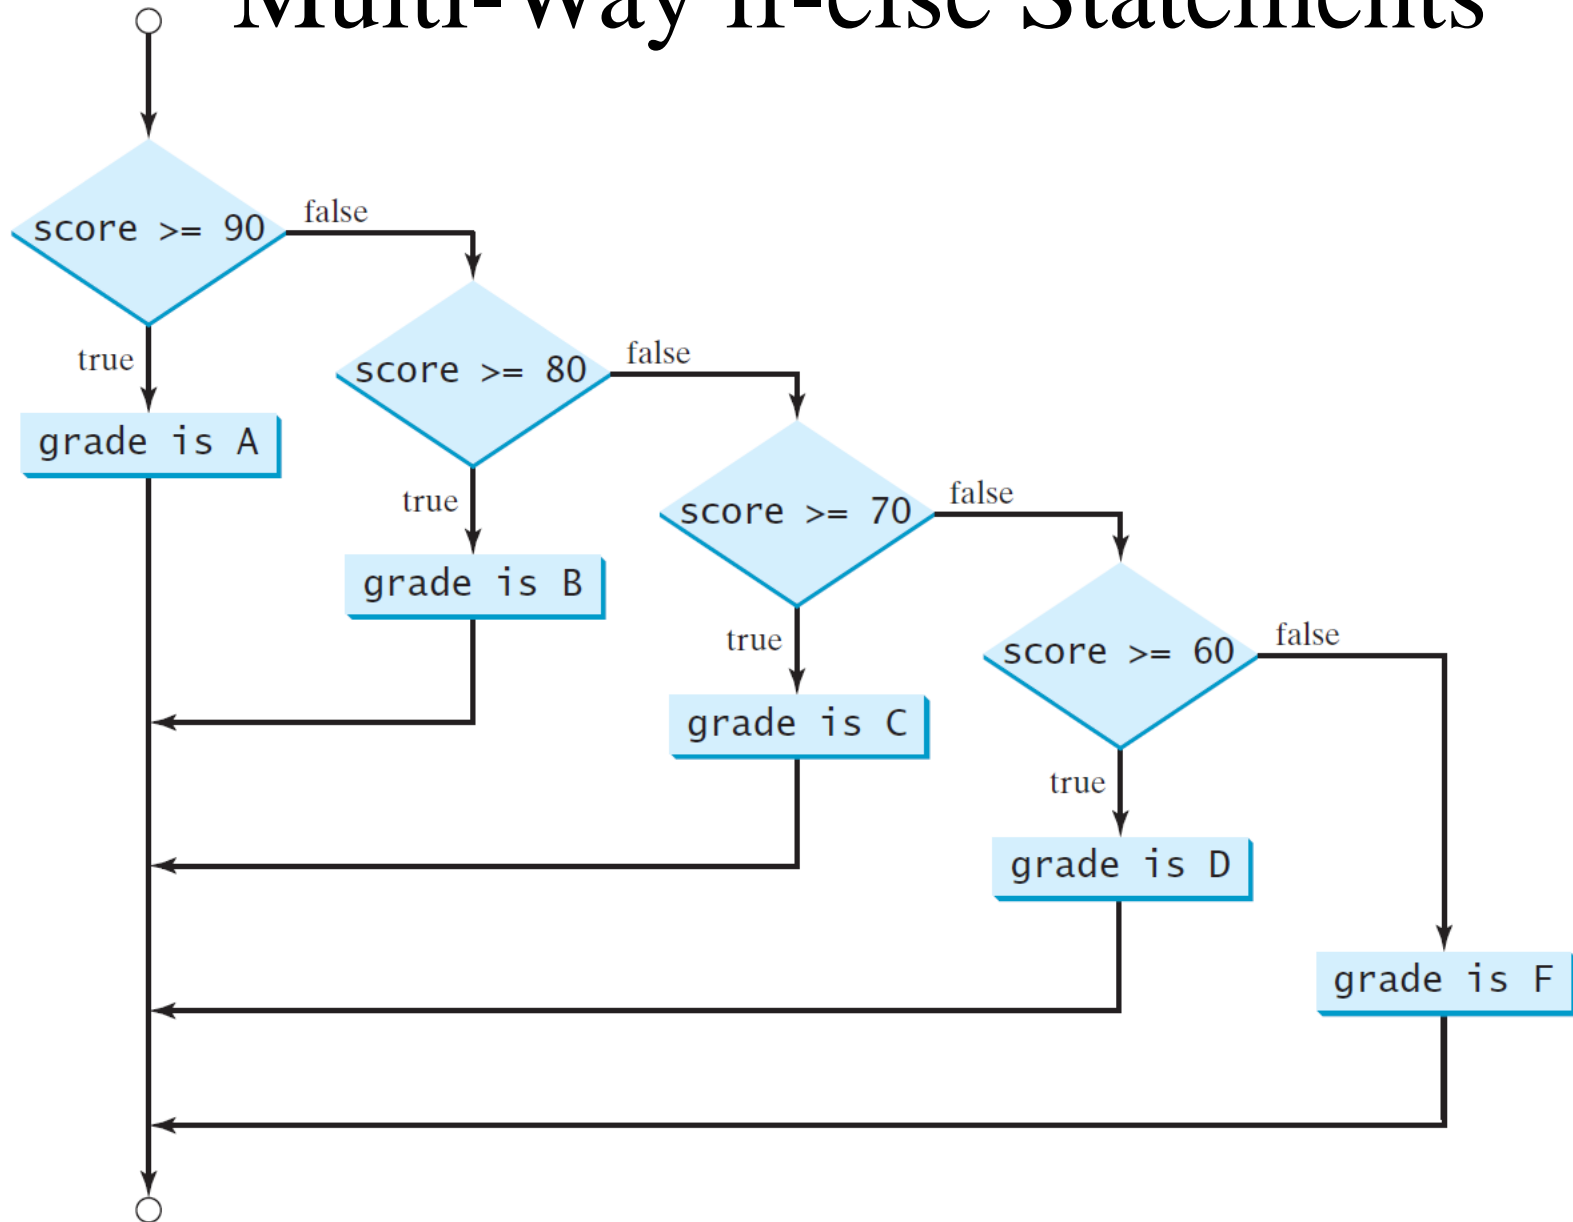 Multi-Way if-else Statements
score >= 90
false
true
grade is A
score >= 80
false
true
grade is B
score >= 70
false
true
grade is C
score >= 60
false
true
grade is D
grade is F